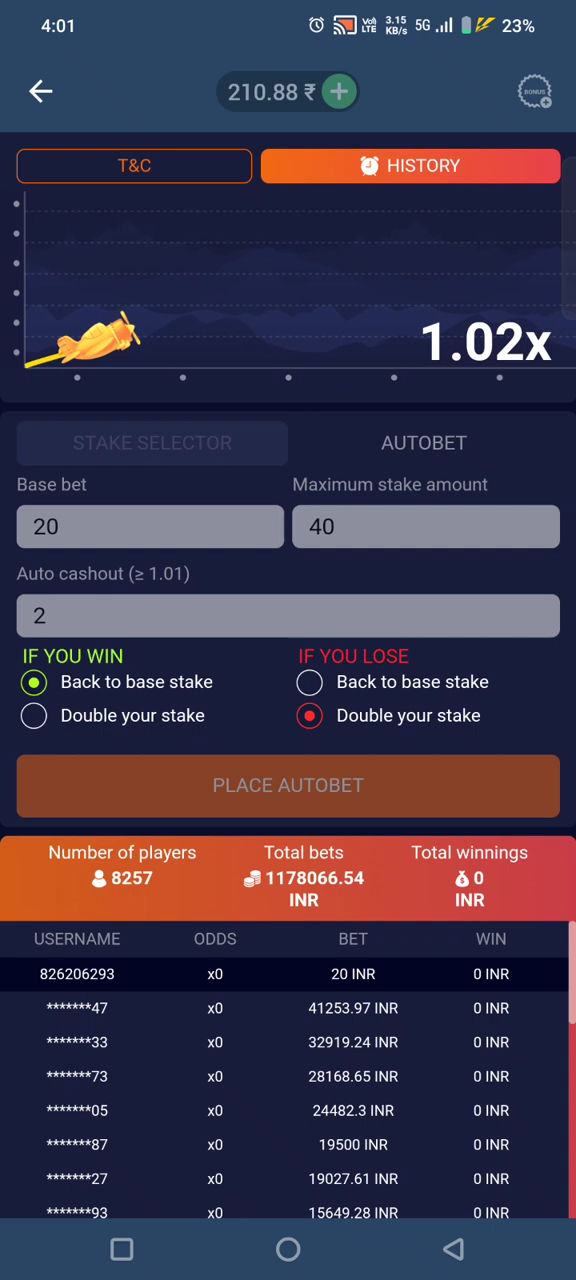 4:01 Vo) LTE 3.15 KB/s 5G 23%
210.88 ₹ + BONUS
T&C HISTORY
1.02x
STAKE SELECTOR AUTOBET
Base bet Maximum stake amount
20 40
Auto cashout (≥ 1.01)
2
IF YOU WIN IF YOU LOSE
Back to base stake Back to base stake
Double your stake Double your stake
PLACE AUTOBET
Number of players Total bets Total winnings
8257 1178066.54 0
INR INR
USERNAME ODDS BET WIN
826206293 x0 20 INR 0 INR
*******47 x0 41253.97 INR 0 INR
*******33 x0 32919.24 INR 0 INR
*******73 x0 28168.65 INR 0 INR
*******05 x0 24482.3 INR 0 INR
*******87 x0 19500 INR 0 INR
*******27 x0 19027.61 INR 0 INR
*******93 x0 15649.28 INR 0 INR